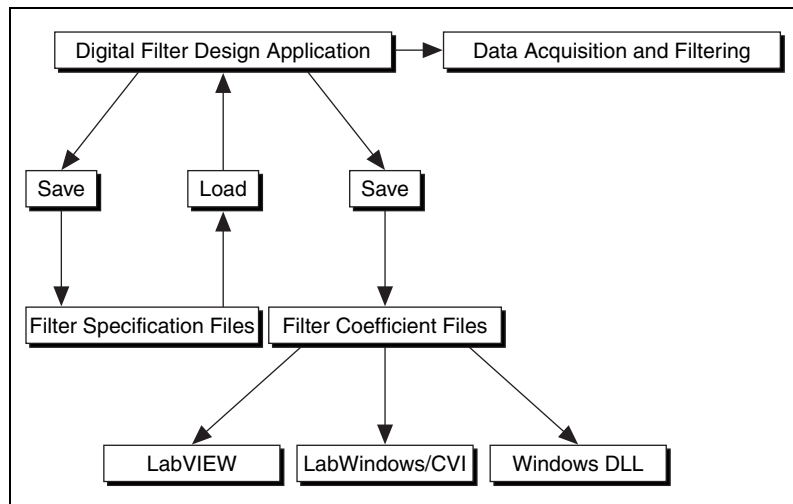 Digital Filter Design Application
Data Acquisition and Filtering
Save
Load
Save
Filter Specification Files
Filter Coefficient Files
LabVIEW
LabWindows/CVI
Windows DLL